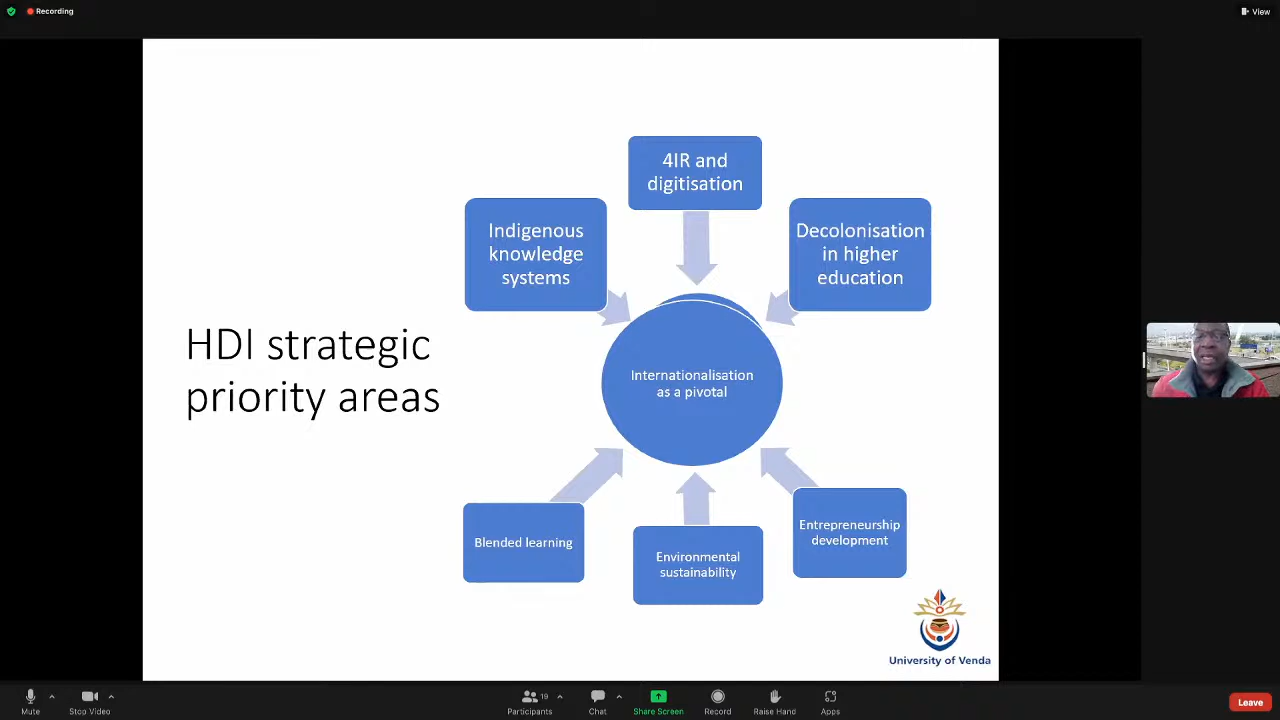 Recording
View
HDI strategic
priority areas
4IR and
digitisation
Indigenous
knowledge
systems
Decolonisation
in higher
education
Internationalisation
as a pivotal
Blended learning
Environmental
sustainability
Entrepreneurship
development
University of Venda
Mute
Stop Video
19
Participants
Chat
Share Screen
Record
Raise Hand
Apps
Leave